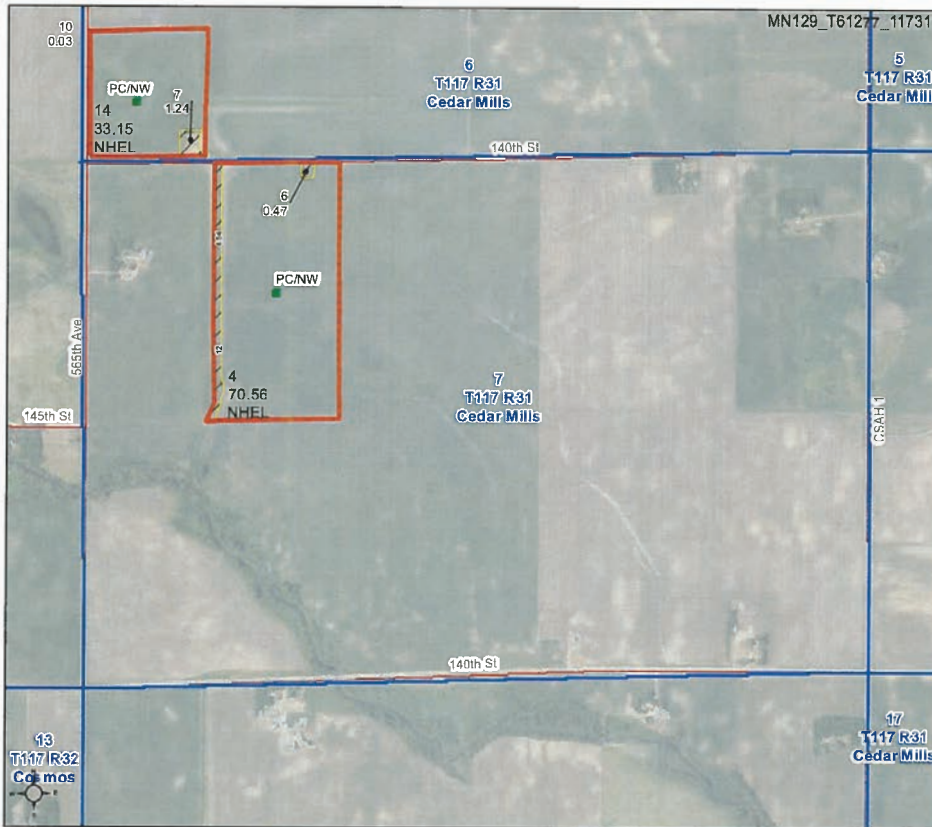 MN129_T61277_11731
10
0.03
6
T117 R31
Cedar Mills
5
T117 R31
Cedar Mill
PC/NW
7
1.24
14
33.15
NHEL
140th St
6
0.47
PC/NW
565th Ave
12
4
70.56
NHEL
7
T117 R31
Cedar Mills
145th St
CSAH 1
140th St
13
T117 R32
Cosmos
17
T117 R31
Cedar Mills